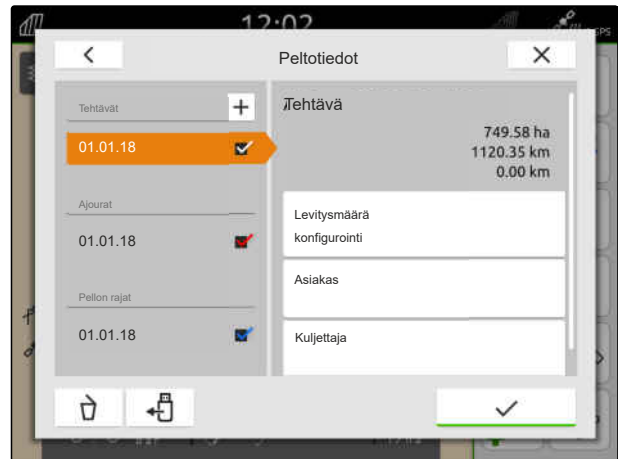 12:02
GPS
Peltotiedot
Tehtävät
01.01.18
Ajourat
01.01.18
Pellon rajat
01.01.18
Tehtävä
749.58 ha
1120.35 km
0.00 km
Levitysmäärä
konfigurointi
Asiakas
Kuljettaja